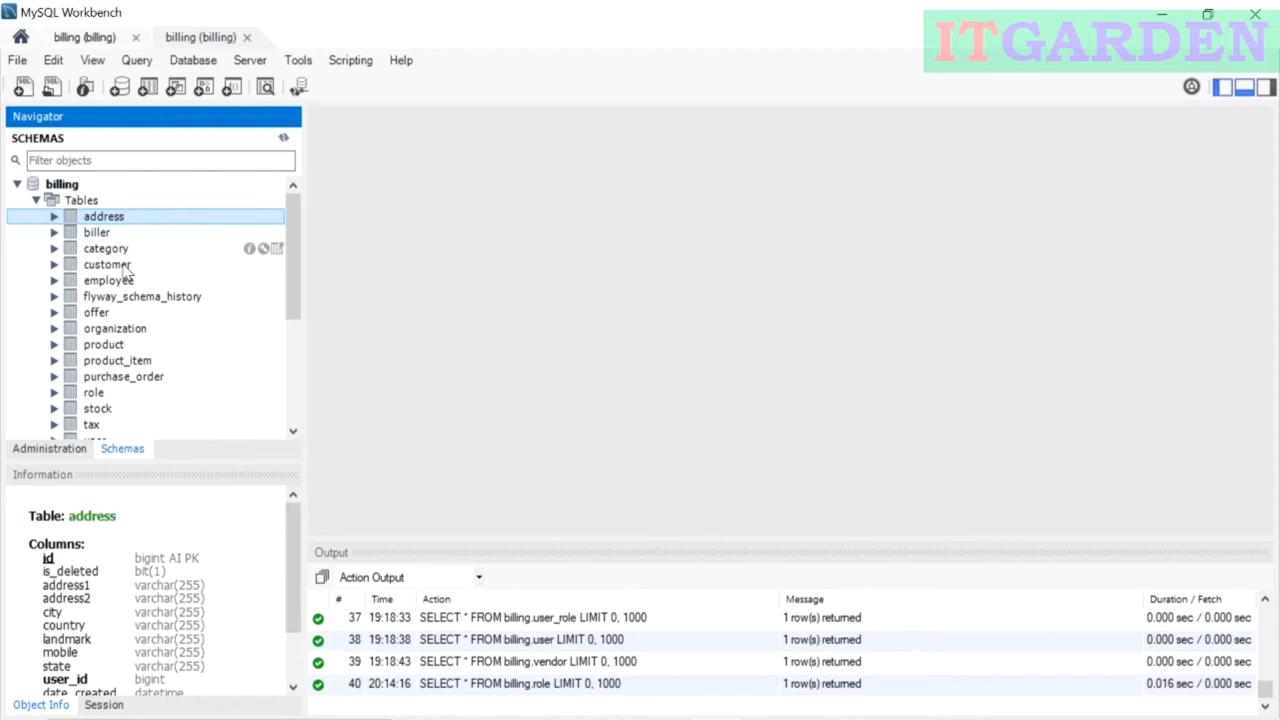 MySQL Workbench
ITGARDEN
billing (billing)
billing (billing)
File Edit View Query Database Server Tools Scripting Help
Navigator
SCHEMAS
Filter objects
billing
Tables
address
biller
category
customer
employee
flyway_schema_history
offer
organization
product
product_item
purchase_order
role
stock
tax
Administration Schemas
Information
Table: address
Columns:
id bigint AI PK
is_deleted bit(1)
address1 varchar(255)
address2 varchar(255)
city varchar(255)
country varchar(255)
landmark varchar(255)
mobile varchar(255)
state varchar(255)
user_id bigint
date_created datetime
Object Info Session
Output
Action Output
# Time Action Message Duration / Fetch
37 19:18:33 SELECT * FROM billing.user_role LIMIT 0, 1000 1 row(s) returned 0.000 sec / 0.000 sec
38 19:18:38 SELECT * FROM billing.user LIMIT 0, 1000 1 row(s) returned 0.000 sec / 0.000 sec
39 19:18:43 SELECT * FROM billing.vendor LIMIT 0, 1000 1 row(s) returned 0.000 sec / 0.000 sec
40 20:14:16 SELECT * FROM billing.role LIMIT 0, 1000 1 row(s) returned 0.016 sec / 0.000 sec